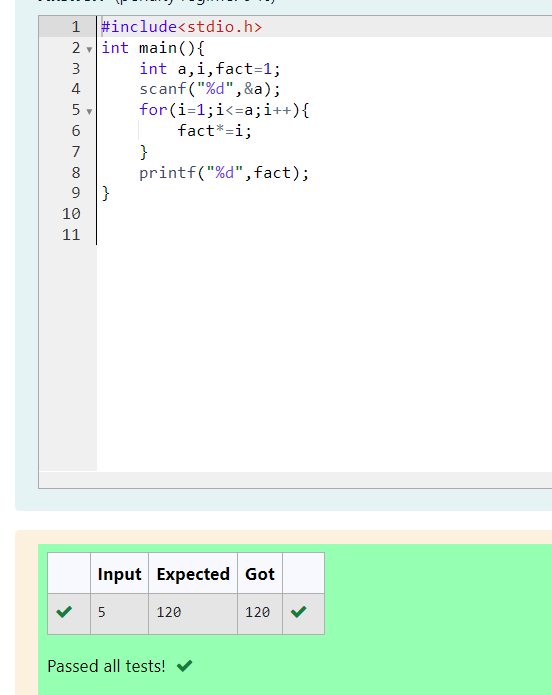 1 #include<stdio.h>
2 int main(){
3     int a,i,fact=1;
4     scanf("%d",&a);
5     for(i=1;i<=a;i++){
6         fact*=i;
7     }
8     printf("%d",fact);
9 }
10
11
Input Expected Got
5 120 120
Passed all tests!